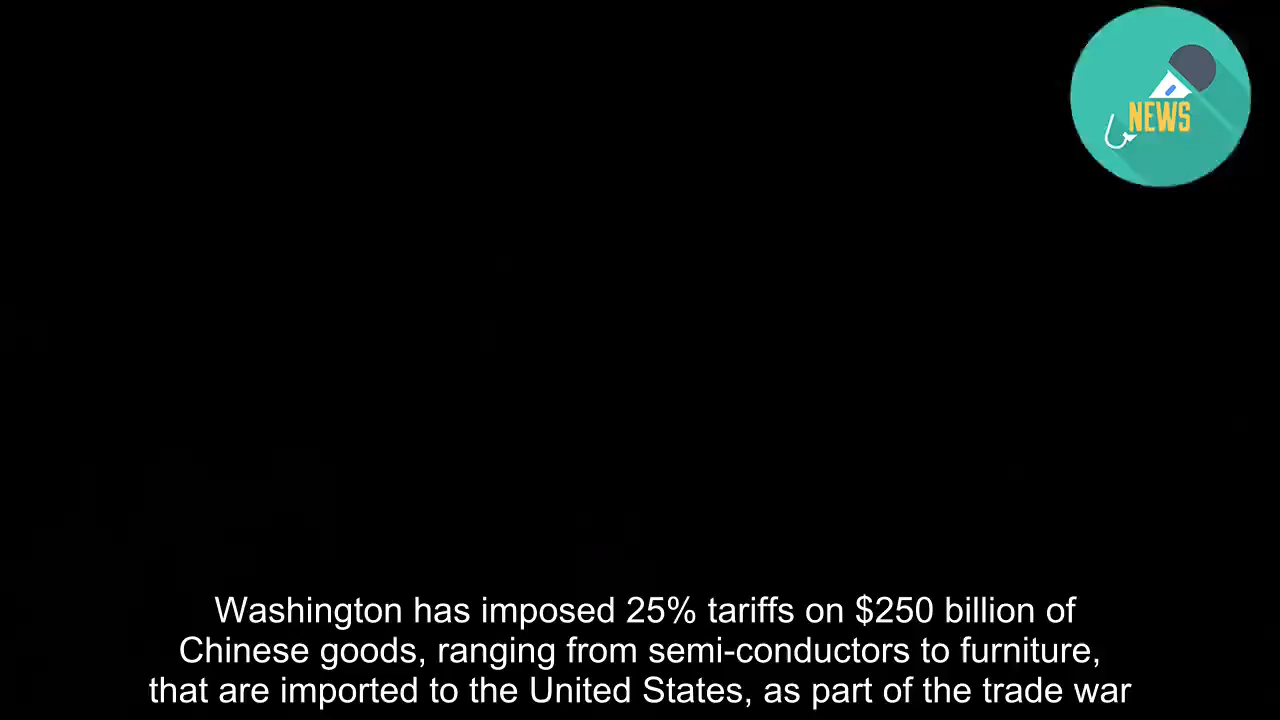 NEWS
Washington has imposed 25% tariffs on $250 billion of
Chinese goods, ranging from semi-conductors to furniture,
that are imported to the United States, as part of the trade war